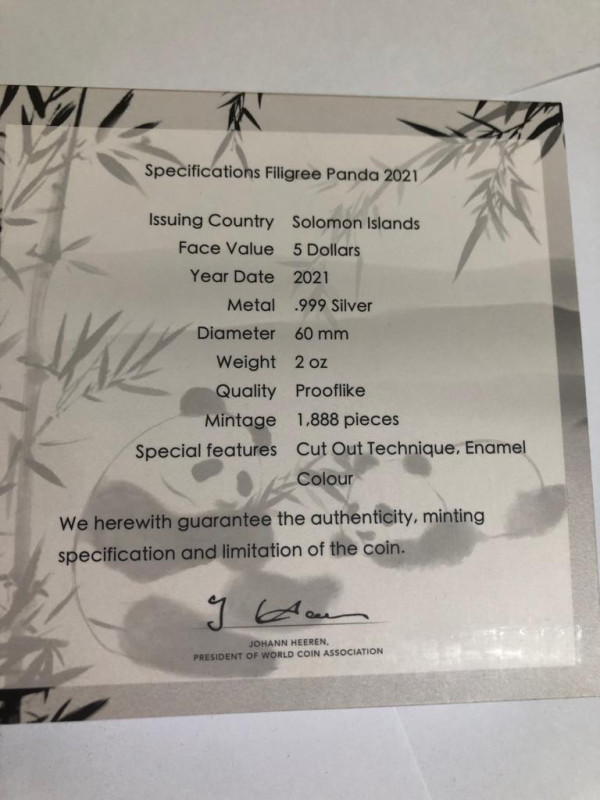 Specifications Filigree Panda 2021
Issuing Country Solomon Islands
Face Value 5 Dollars
Year Date 2021
Metal .999 Silver
Diameter 60 mm
Weight 2 oz
Quality Prooflike
Mintage 1,888 pieces
Special features Cut Out Technique, Enamel
Colour
We herewith guarantee the authenticity, minting
specification and limitation of the coin.
JOHANN HEEREN,
PRESIDENT OF WORLD COIN ASSOCIATION